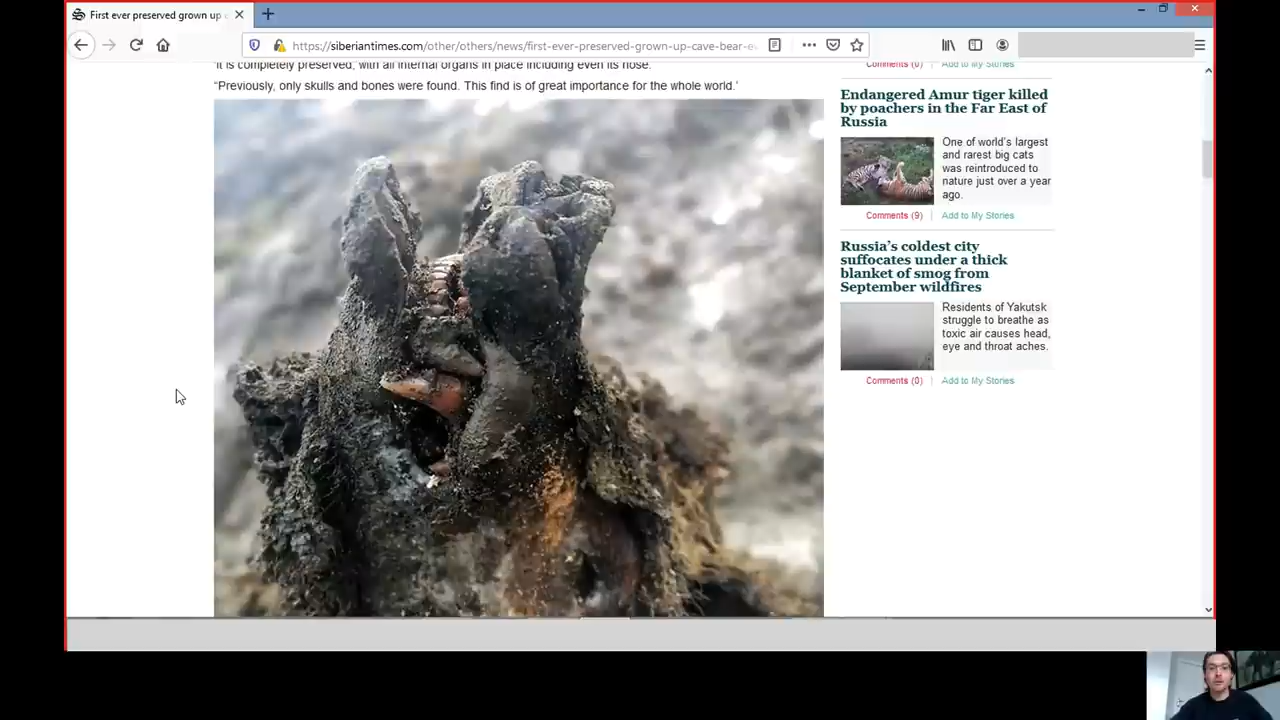 First ever preserved grown up
https://siberiantimes.com/other/others/news/first-ever-preserved-grown-up-cave-bear-e
"It is completely preserved, with all internal organs in place including even its nose.
"Previously, only skulls and bones were found. This find is of great importance for the whole world.'
Comments (0) | Add to My Stories
Endangered Amur tiger killed
by poachers in the Far East of
Russia
One of world's largest
and rarest big cats
was reintroduced to
nature just over a year
ago.
Comments (9) | Add to My Stories
Russia's coldest city
suffocates under a thick
blanket of smog from
September wildfires
Residents of Yakutsk
struggle to breathe as
toxic air causes head,
eye and throat aches.
Comments (0) | Add to My Stories